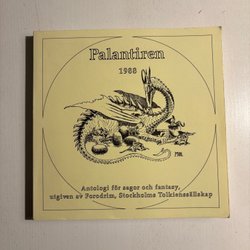 Palantiren
1988
Antologi för sagor och fantasy,
utgiven av Forodrim, Stockholms Tolkiensällskap